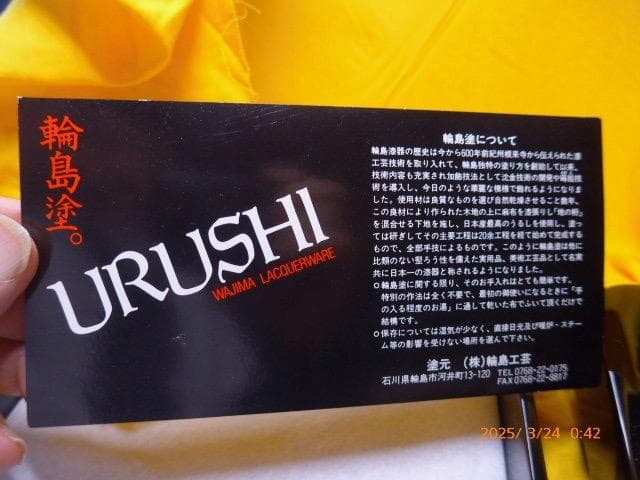 輪島塗。
URUSHI
WAJIMA LACQUERWARE
輪島塗について
輪島漆器の歴史は今から600年前紀州根来寺から伝えられた漆
工芸技術を取り入れて、輪島独特の塗り方を創始して以来、
技術内容も充実され加飾技法として沈金技術の開発や蒔絵技
術を導入し、今日のような華麗な模様で飾れるようになりま
した。使用材は良質なものを選び自然乾燥させること数年、
この良材により作られた木地の上に麻布を漆張りし「地の粉」
を混合せる下地を施し、日本産最高のうるしを使用し、塗っ
ては研ぎしてその主要工程は20余工程を経て始めて完成する
もので、全部手技によるものです。このように輪島塗は他に
比類のない堅ろう性を備えた実用品、美術工芸品として名実
共に日本一の漆器と称されるようになりました。
○輪島塗に関する限り、そのお手入れはとても簡単です。
特別の作法は全く不要で、最初の御使いになるときに「手
の入る程度のお湯」に通して乾いた布でふいて頂くだけで
結構です。
○保存については湿気が少なく、直接日光及び暖炉・スチー
ム等の影響を受けない場所を選んで下さい。
塗元 (株)輪島工芸
石川県輪島市河井町13-120 TEL0768-22-0175
FAX0768-22-8817
2025/ 3/24 0:42